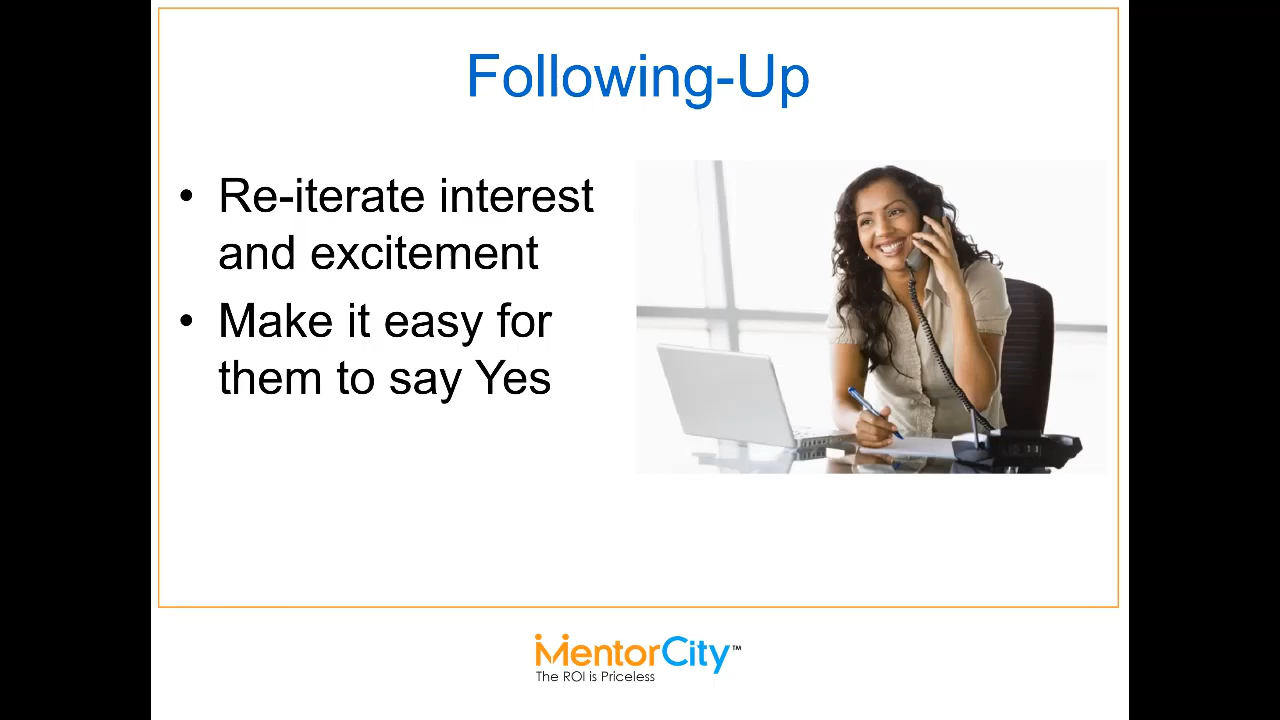 Following-Up
• Re-iterate interest
and excitement
• Make it easy for
them to say Yes
MentorCity™
The ROI is Priceless